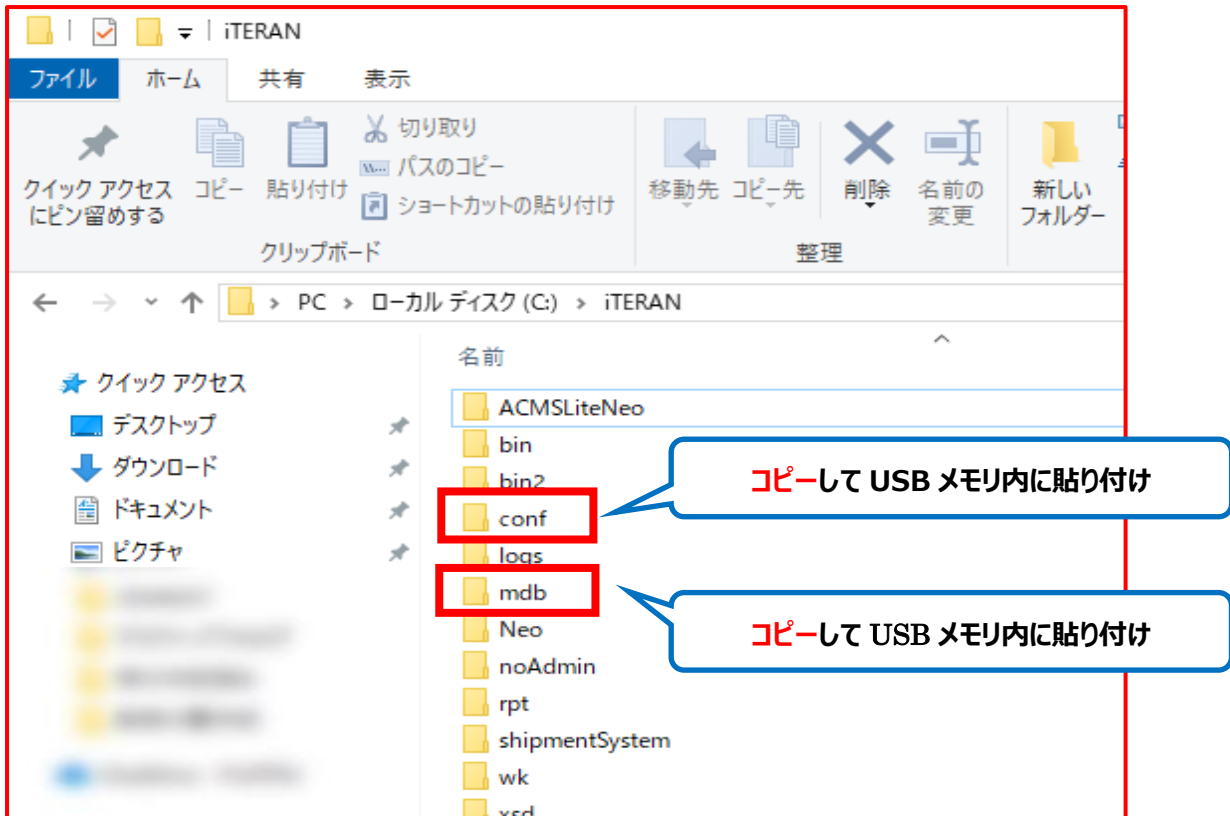 iTERAN
ファイル ホーム 共有 表示
クイック アクセス
にピン留めする
コピー
貼り付け
切り取り
パスのコピー
ショートカットの貼り付け
クリップボード
移動先
コピー先
削除
名前の
変更
整理
新しい
フォルダー
PC > ローカル ディスク (C:) > iTERAN
クイック アクセス
デスクトップ
ダウンロード
ドキュメント
ピクチャ
名前
ACMSLiteNeo
bin
bin2
conf
logs
mdb
Neo
noAdmin
rpt
shipmentSystem
wk
xsd
コピーして USB メモリ内に貼り付け
コピーして USB メモリ内に貼り付け